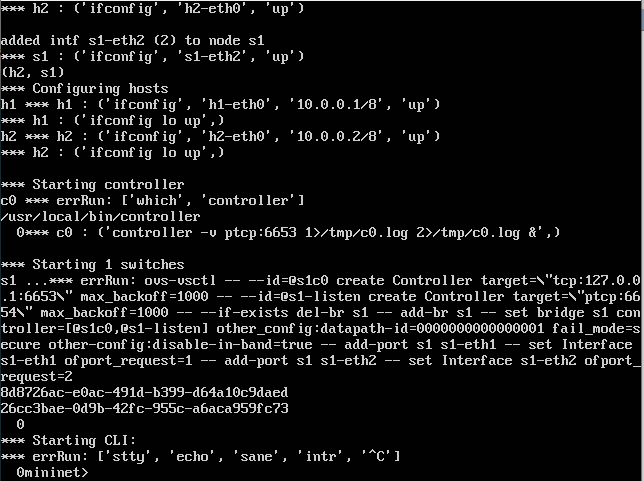 *** h2 : ('ifconfig', 'h2-eth0', 'up')
added intf s1-eth2 (2) to node s1
*** s1 : ('ifconfig', 's1-eth2', 'up')
(h2, s1)
*** Configuring hosts
h1 *** h1 : ('ifconfig', 'h1-eth0', '10.0.0.1/8', 'up')
*** h1 : ('ifconfig lo up',)
h2 *** h2 : ('ifconfig', 'h2-eth0', '10.0.0.2/8', 'up')
*** h2 : ('ifconfig lo up',)
*** Starting controller
c0 *** errRun: ['which', 'controller']
/usr/local/bin/controller
  0*** c0 : ('controller -v ptcp:6653 1>/tmp/c0.log 2>/tmp/c0.log &',)
*** Starting 1 switches
s1 ...*** errRun: ovs-vsctl -- --id=@s1c0 create Controller target=\"tcp:127.0.0
.1:6653\" max_backoff=1000 -- --id=@s1-listen create Controller target=\"ptcp:66
54\" max_backoff=1000 -- --if-exists del-br s1 -- add-br s1 -- set bridge s1 con
troller=[@s1c0,@s1-listen] other_config:datapath-id=0000000000000001 fail_mode=s
ecure other-config:disable-in-band=true -- add-port s1 s1-eth1 -- set Interface
s1-eth1 ofport_request=1 -- add-port s1 s1-eth2 -- set Interface s1-eth2 ofport_
request=2
8d8726ac-e0ac-491d-b399-d64a10c9daed
26cc3bae-0d9b-42fc-955c-a6aca959fc73
  0
*** Starting CLI:
*** errRun: ['stty', 'echo', 'sane', 'intr', '^C']
  0mininet>